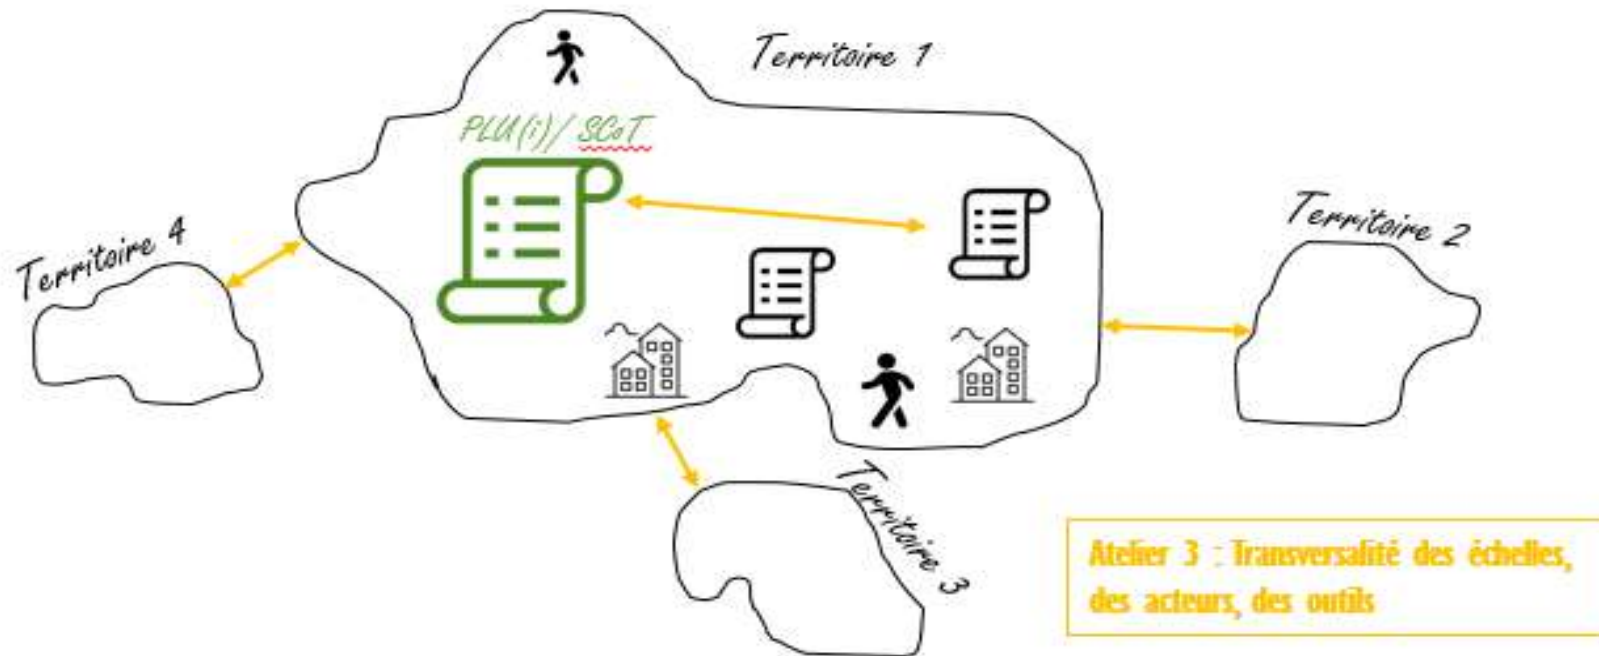 Territoire 1
PLU(i)/ SCoT
Territoire 4
Territoire 2
Territoire 3
Atelier 3 : Transversalité des échelles,
des acteurs, des outils